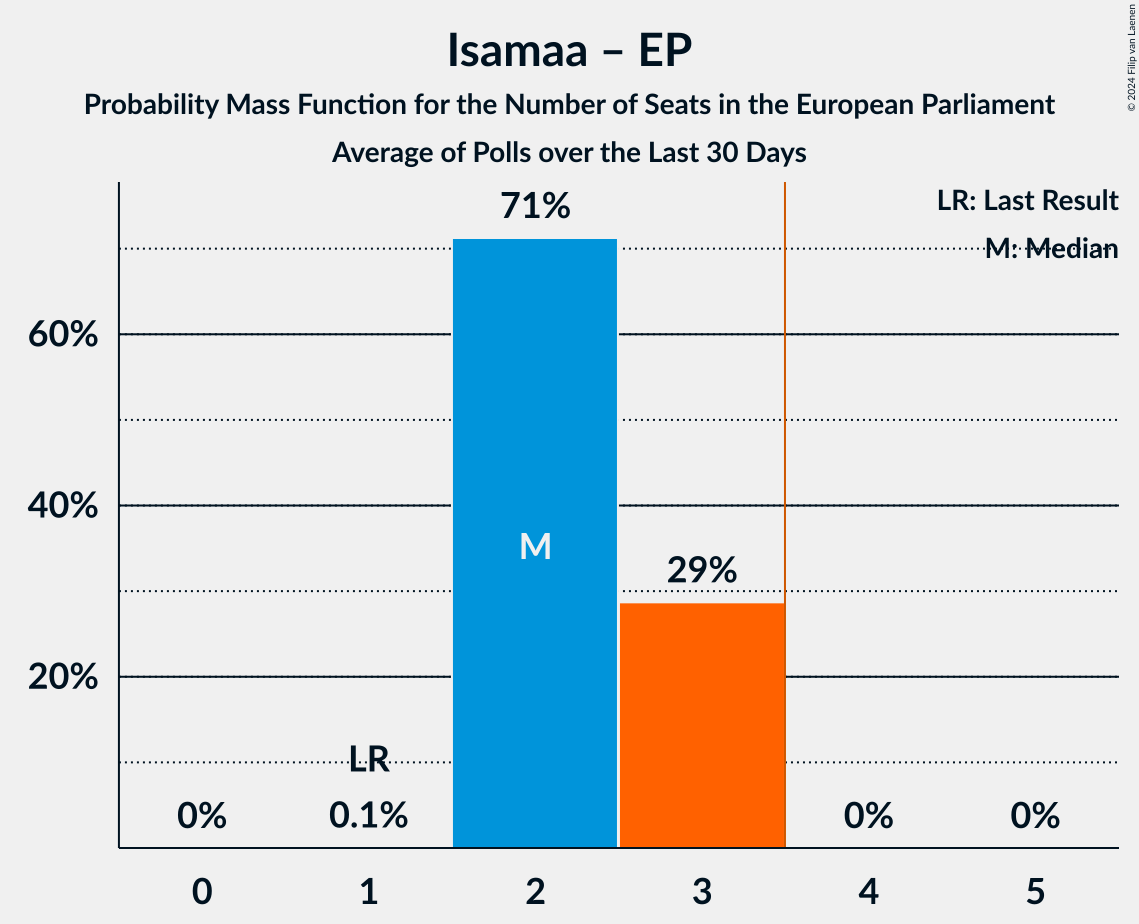 Isamaa – EP
Probability Mass Function for the Number of Seats in the European Parliament
Average of Polls over the Last 30 Days
© 2024 Filip van Laenen
LR: Last Result
M: Median
71%
60%
40%
M
29%
20%
LR
0% 0.1% 0% 0%
0 1 2 3 4 5